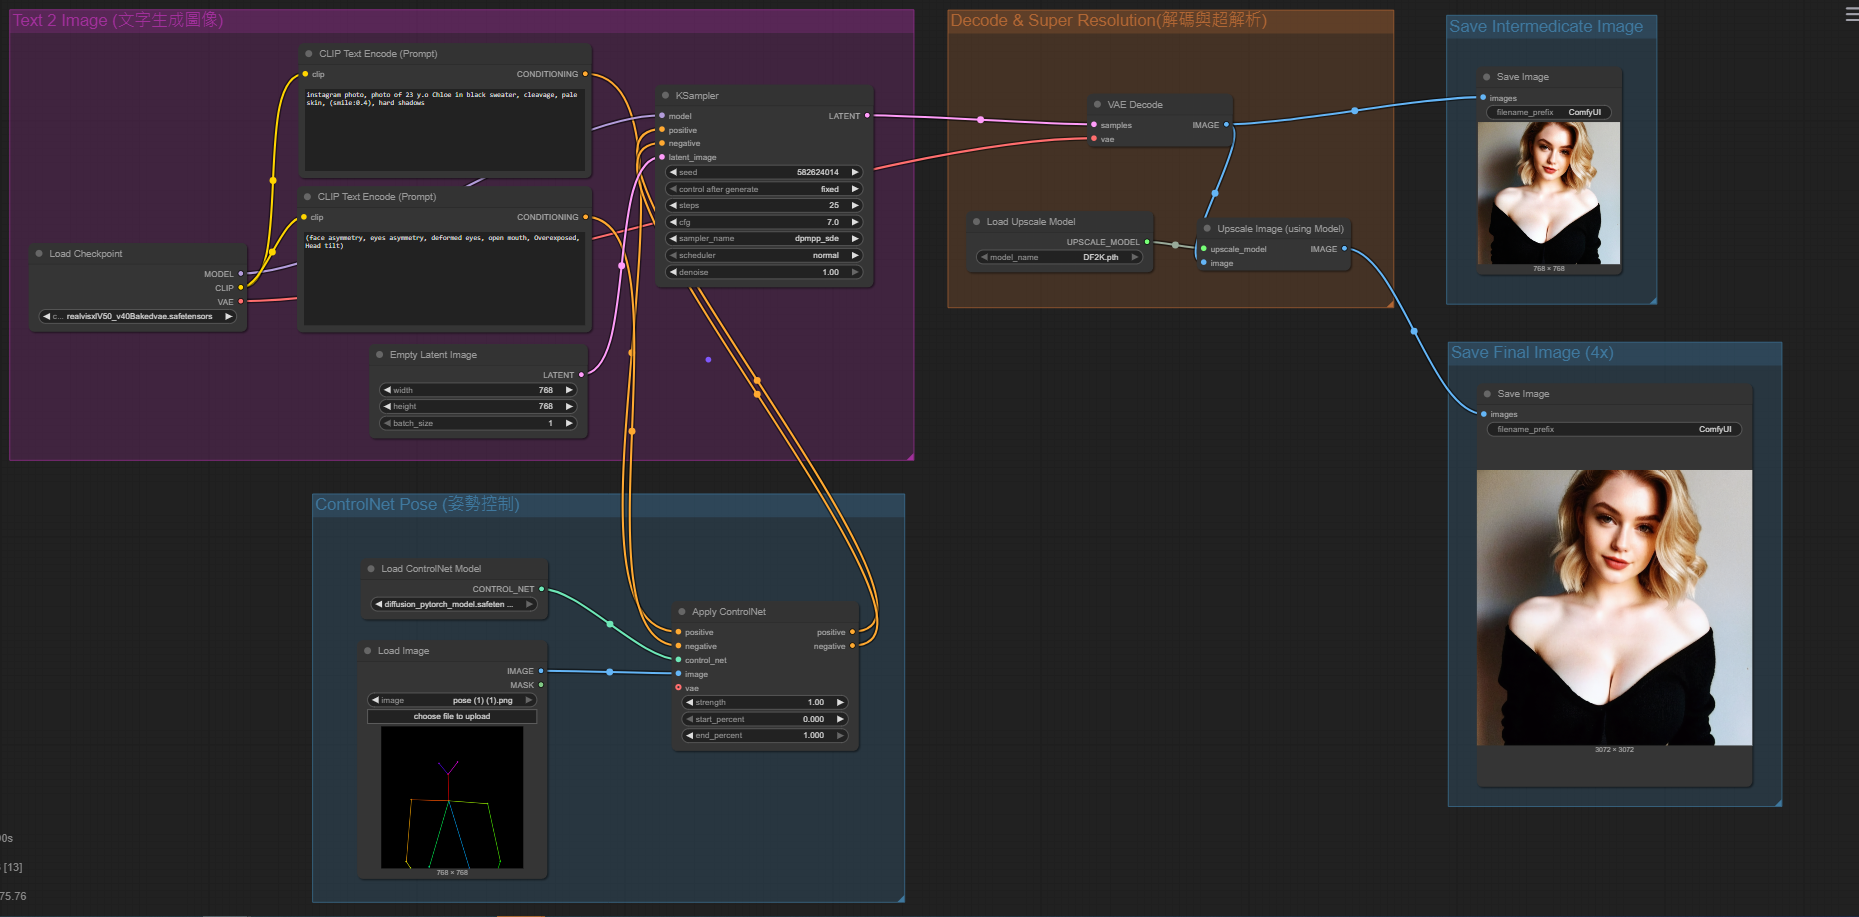 Text 2 Image (文字生成圖像)
CLIP Text Encode (Prompt)
clip
CONDITIONING
instagram photo, photo of 23 y.o Chloe in black sweater, cleavage, pale
skin, (smile:0.4), hard shadows
CLIP Text Encode (Prompt)
clip
CONDITIONING
(face asymmetry, eyes asymmetry, deformed eyes, open mouth, Overexposed,
Head tilt)
Load Checkpoint
MODEL
CLIP
VAE
c... realvisxlV50_v40Bakedvae.safetensors
Empty Latent Image
LATENT
width 768
height 768
batch_size 1
KSampler
model
LATENT
positive
negative
latent_image
seed 582624014
control after generate fixed
steps 25
cfg 7.0
sampler_name dpmpp_sde
scheduler normal
denoise 1.00
Decode & Super Resolution(解碼與超解析)
VAE Decode
samples
IMAGE
vae
Load Upscale Model
UPSCALE_MODEL
model_name DF2K.pth
Upscale Image (using Model)
upscale_model
IMAGE
image
Save Intermedicate Image
Save Image
images
filename_prefix ComfyUI
768 × 768
Save Final Image (4x)
Save Image
images
filename_prefix ComfyUI
3072 × 3072
ControlNet Pose (姿勢控制)
Load ControlNet Model
CONTROL_NET
diffusion_pytorch_model.safeten ...
Load Image
IMAGE
MASK
image pose (1) (1).png
choose file to upload
768 × 768
Apply ControlNet
positive
positive
negative
negative
control_net
image
vae
strength 1.00
start_percent 0.000
end_percent 1.000
00s
[13]
75.76